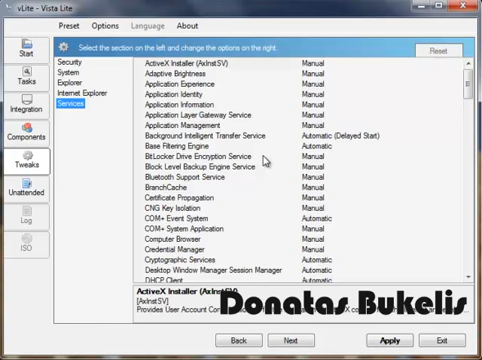 vLite - Vista Lite
Preset Options Language About
Select the section on the left and change the options on the right.
Reset
Start
Tasks
Integration
Components
Tweaks
Unattended
Log
ISO
Security
System
Explorer
Internet Explorer
Services
ActiveX Installer (AxInstSV) Manual
Adaptive Brightness Manual
Application Experience Manual
Application Identity Manual
Application Information Manual
Application Layer Gateway Service Manual
Application Management Manual
Background Intelligent Transfer Service Automatic (Delayed Start)
Base Filtering Engine Automatic
BitLocker Drive Encryption Service Manual
Block Level Backup Engine Service Manual
Bluetooth Support Service Manual
BranchCache Manual
Certificate Propagation Manual
CNG Key Isolation Manual
COM+ Event System Automatic
COM+ System Application Manual
Computer Browser Manual
Credential Manager Manual
Cryptographic Services Automatic
Desktop Window Manager Session Manager Automatic
DHCP Client
ActiveX Installer (AxInstSV)
[AxInstSV]
Provides User Account
Donatas Bukelis
Back Next Apply Exit